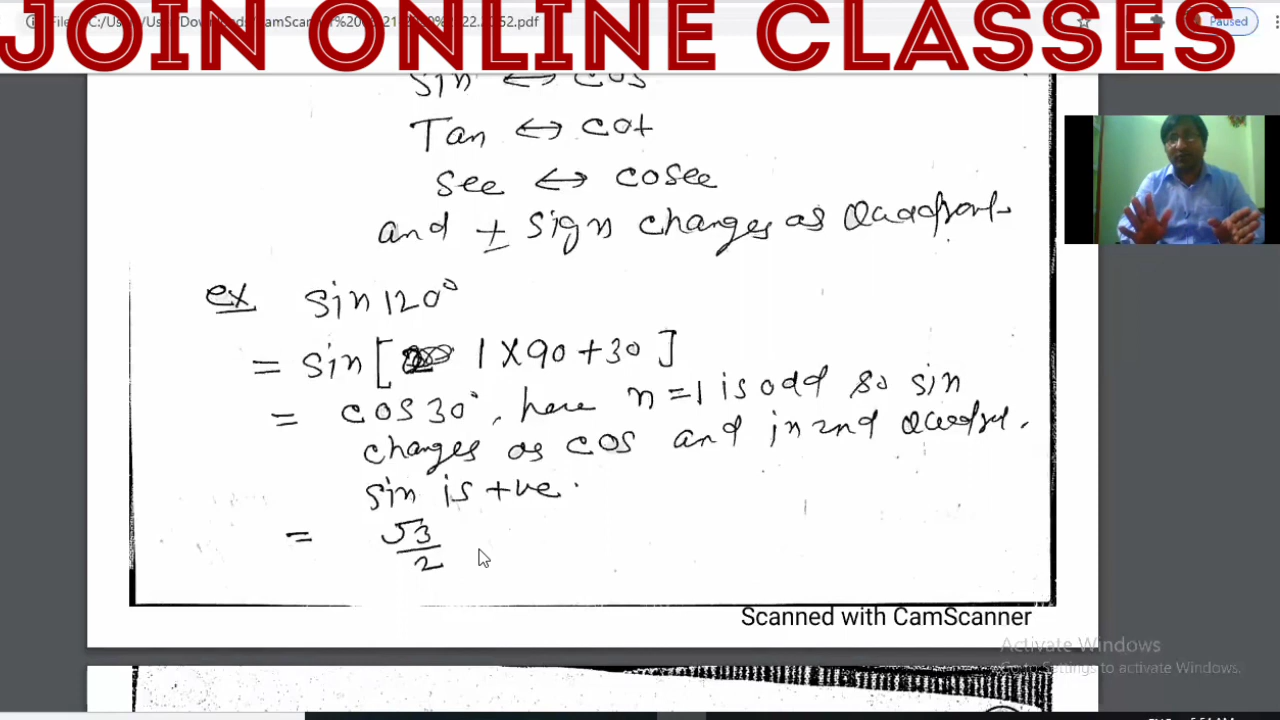 JOIN ONLINE CLASSES
Paused
Sin ↔ cos
Tan ↔ cot
sec ↔ cosec
and ± sign changes as Quadrant
ex sin 120°
= sin [ 1 X 90 + 30 ]
= cos 30°, here n = 1 is odd so sin
changes as cos and in 2nd Quadrant.
sin is +ve.
= √3/2
Scanned with CamScanner
Activate Windows
Go to Settings to activate Windows.